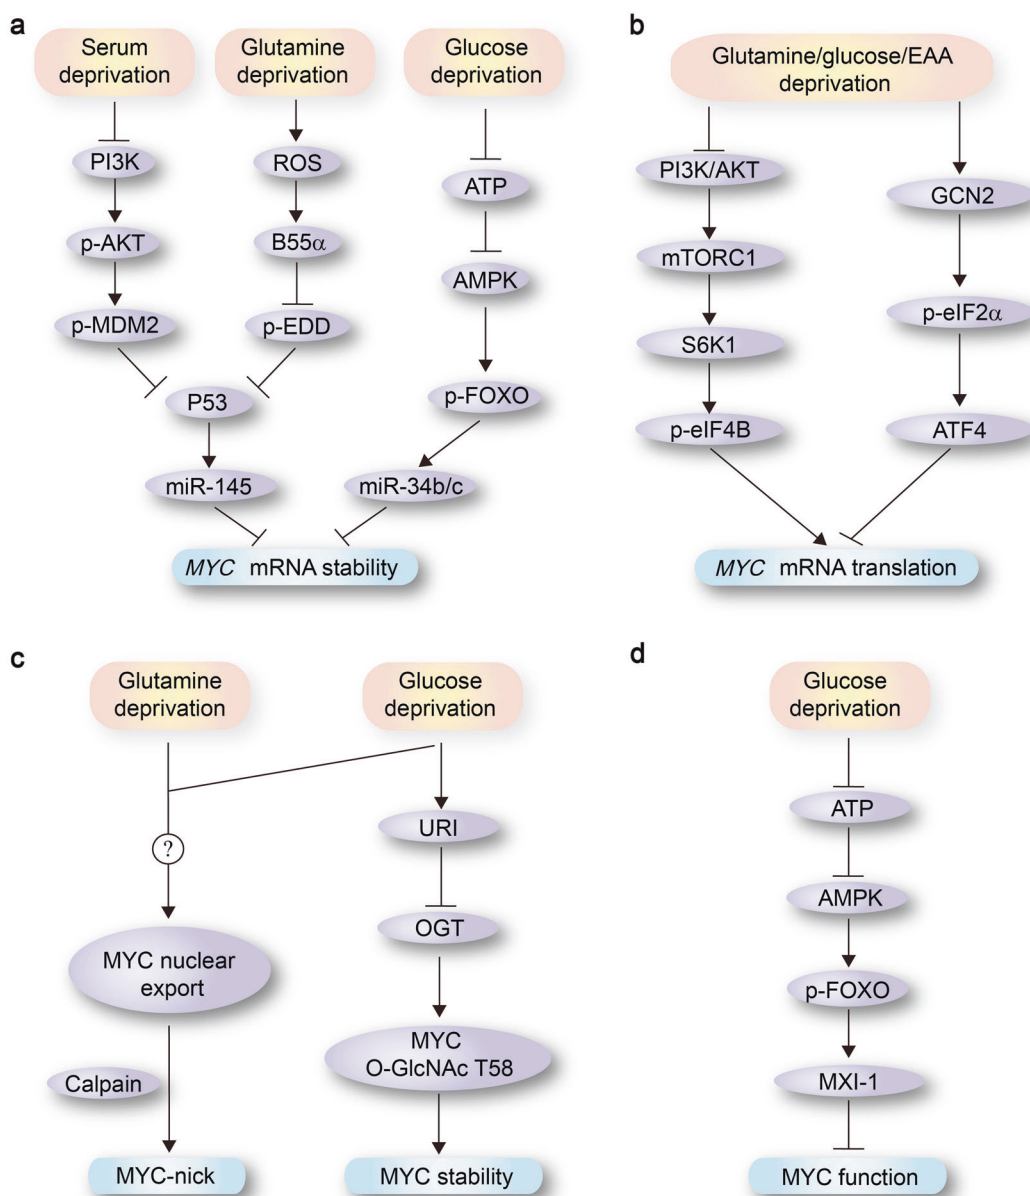 a
Serum
deprivation
Glutamine
deprivation
Glucose
deprivation
PI3K
ROS
ATP
p-AKT
B55α
AMPK
p-MDM2
p-EDD
P53
p-FOXO
miR-145
miR-34b/c
MYC mRNA stability
b
Glutamine/glucose/EAA
deprivation
PI3K/AKT
GCN2
mTORC1
p-eIF2α
S6K1
p-eIF4B
ATF4
MYC mRNA translation
c
Glutamine
deprivation
Glucose
deprivation
URI
?
OGT
MYC nuclear
export
MYC
O-GlcNAc T58
Calpain
MYC-nick
MYC stability
d
Glucose
deprivation
ATP
AMPK
p-FOXO
MXI-1
MYC function